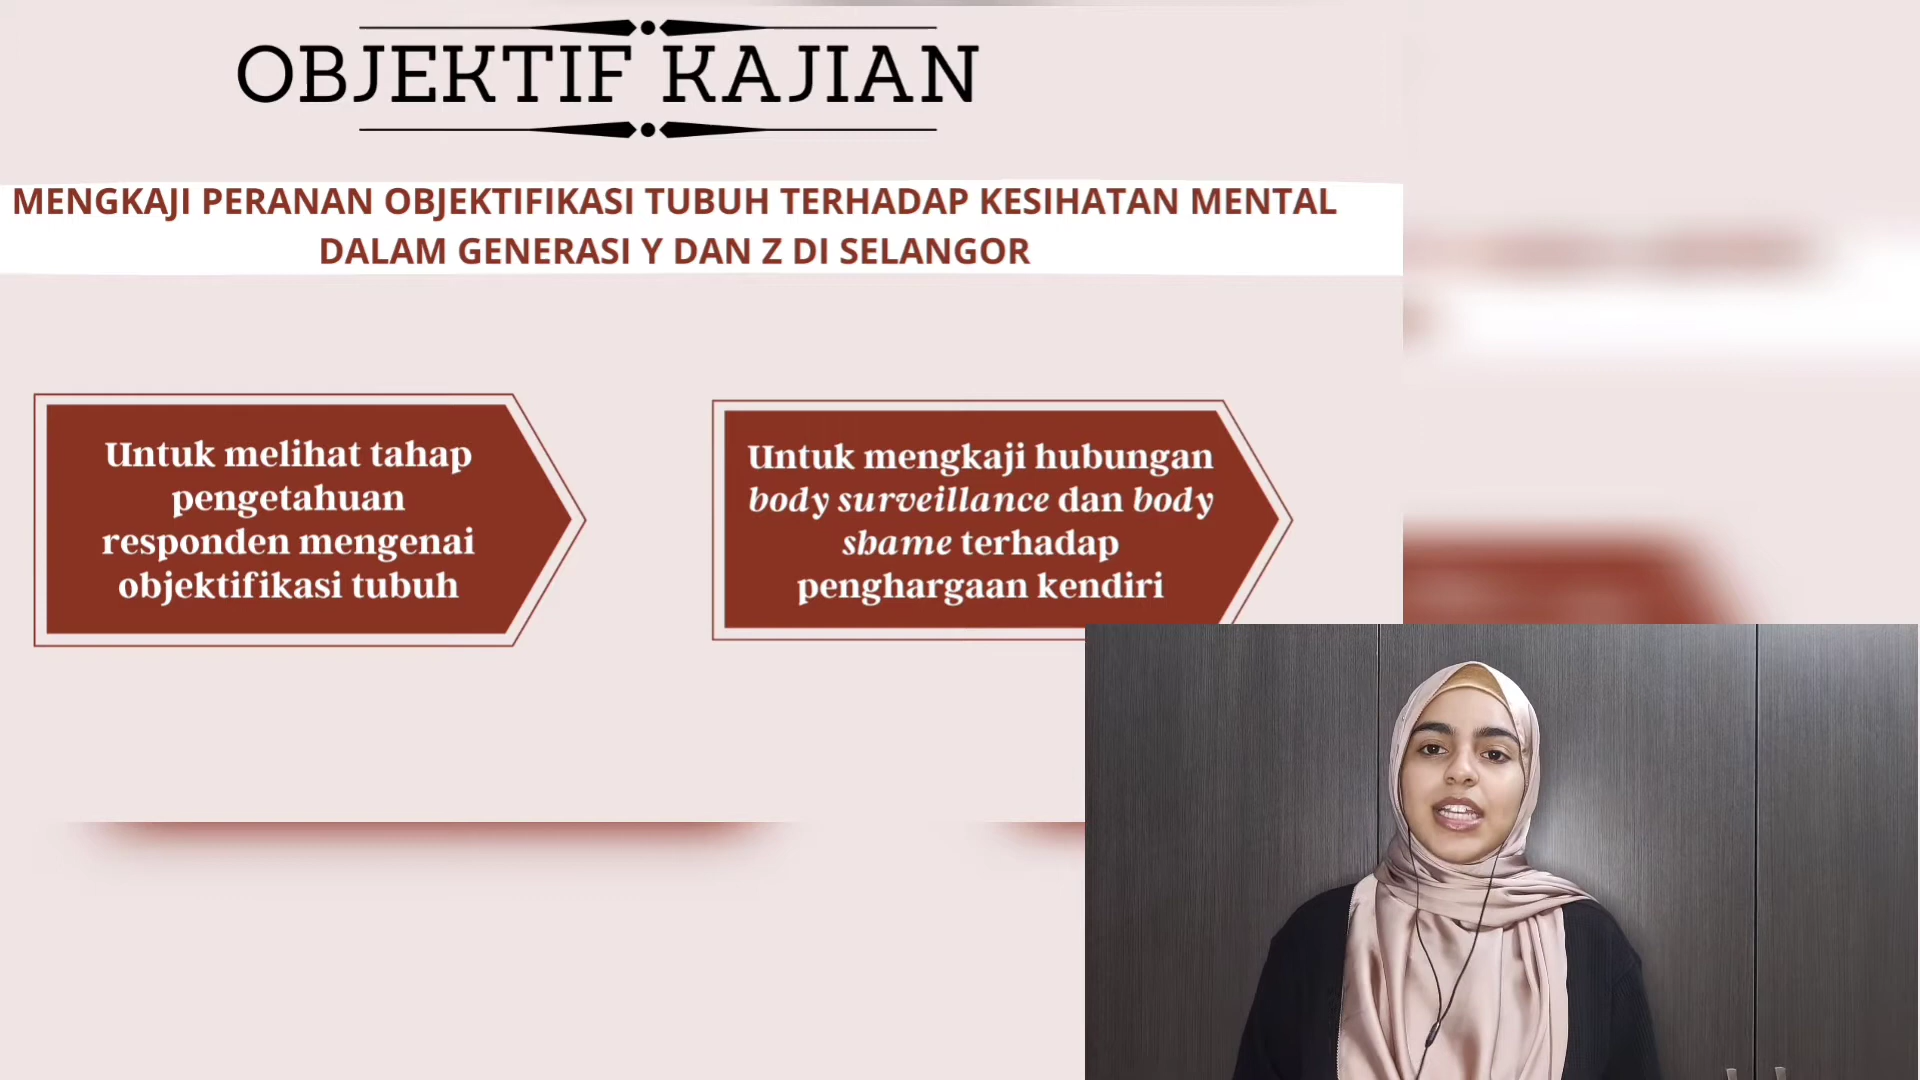 OBJEKTIF KAJIAN
MENGKAJI PERANAN OBJEKTIFIKASI TUBUH TERHADAP KESIHATAN MENTAL
DALAM GENERASI Y DAN Z DI SELANGOR
Untuk melihat tahap
pengetahuan
responden mengenai
objektifikasi tubuh
Untuk mengkaji hubungan
body surveillance dan body
shame terhadap
penghargaan kendiri